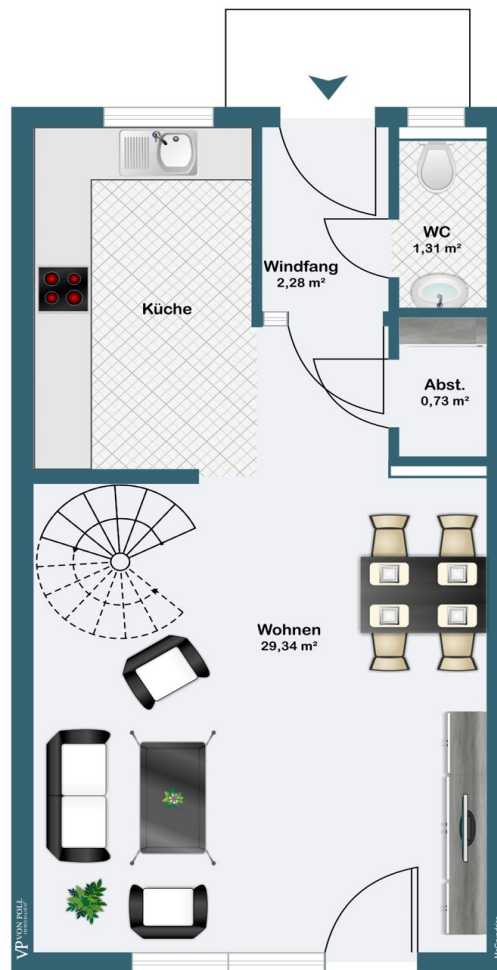 WC
1,31 m²
Windfang
2,28 m²
Küche
Abst.
0,73 m²
Wohnen
29,34 m²
VP VON POLL
IMMOBILIEN